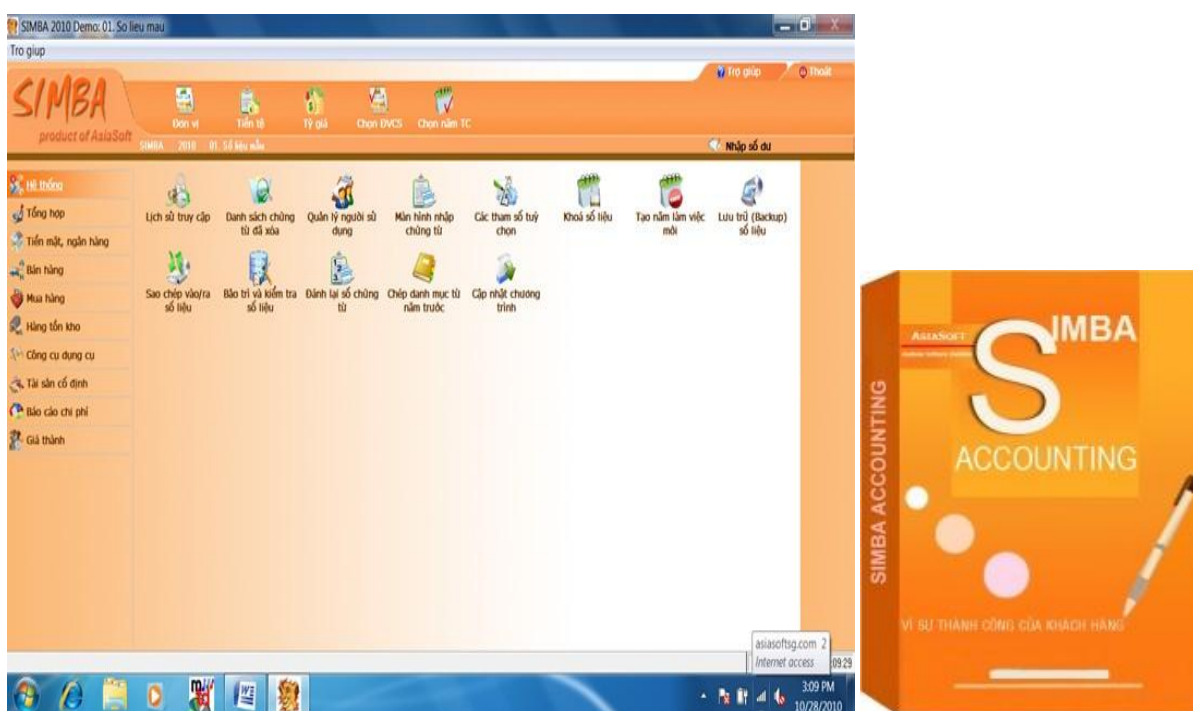 SIMBA 2010 Demo: 01. So lieu mau
Tro giup
Trợ giúp
Thoát
SIMBA
product of AsiaSoft
Đơn vị
Tiền tệ
Tỷ giá
Chọn ĐVCS
Chọn năm TC
SIMBA 2010 01. Số liệu mẫu
Nhập số dư
Hệ thống
Tổng hợp
Tiền mặt, ngân hàng
Bán hàng
Mua hàng
Hàng tồn kho
Công cụ dụng cụ
Tài sản cố định
Báo cáo chi phí
Giá thành
Lịch sử truy cập
Danh sách chứng
từ đã xóa
Quản lý người sử
dụng
Màn hình nhập
chứng từ
Các tham số tuỳ
chọn
Khoá số liệu
Tạo năm làm việc
mới
Lưu trữ (Backup)
số liệu
Sao chép vào/ra
số liệu
Bảo trì và kiểm tra
số liệu
Đánh lại số chứng
từ
Chép danh mục từ
năm trước
Cập nhật chương
trình
asiasoftsg.com 2
Internet access
:09:29
3:09 PM
10/28/2010
SIMBA ACCOUNTING
ASIASOFT
SIMBA
ACCOUNTING
VÌ SỰ THÀNH CÔNG CỦA KHÁCH HÀNG